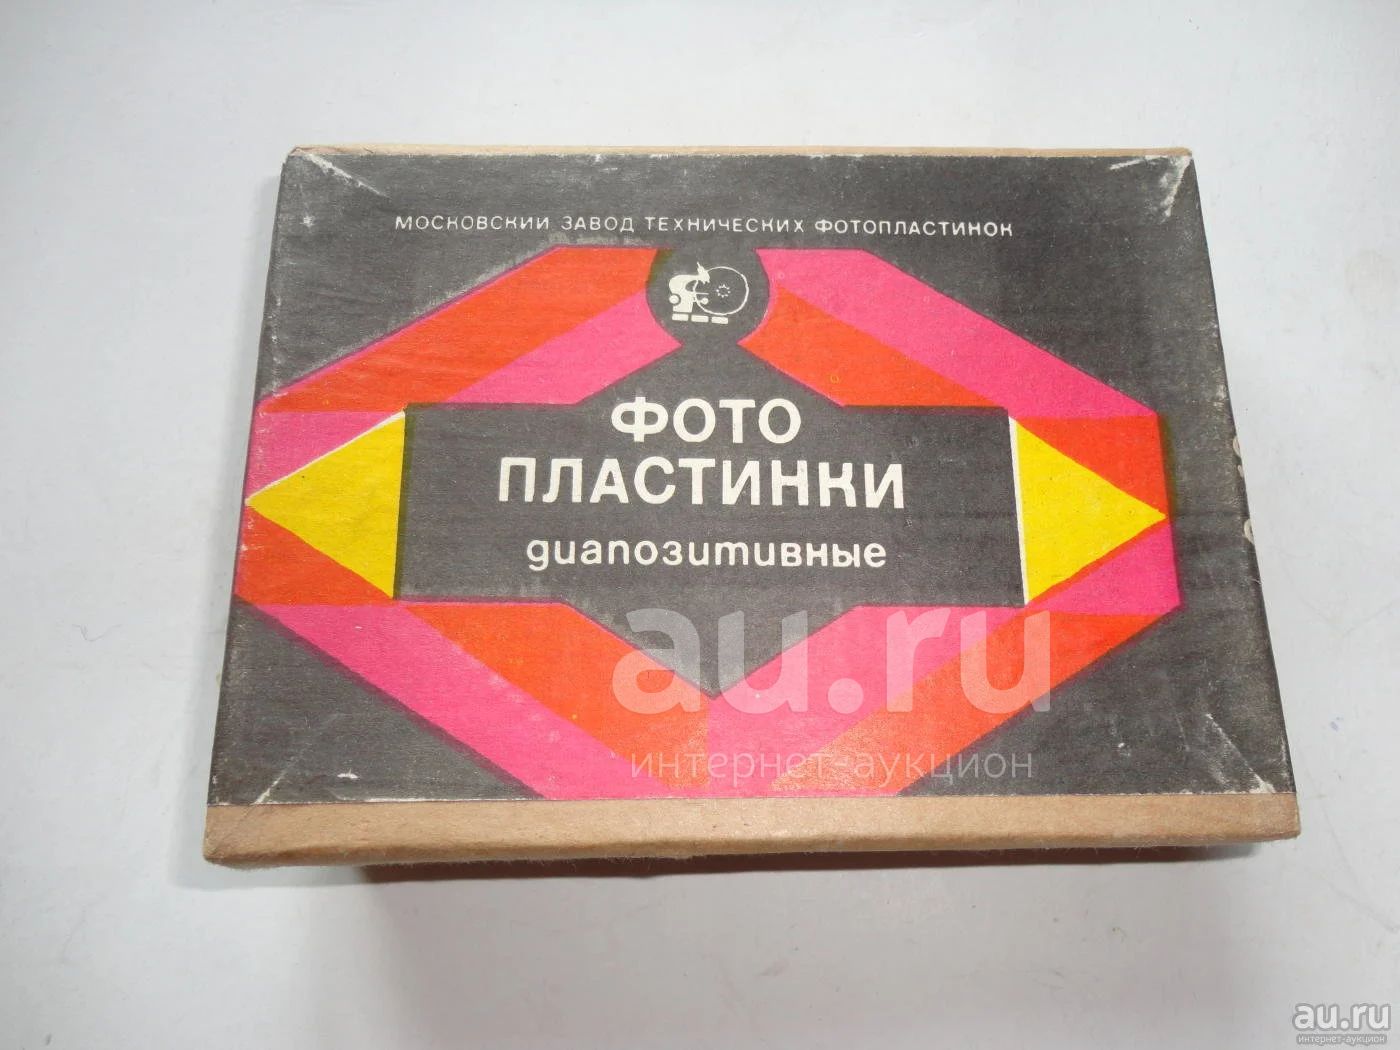 МОСКОВСКИЙ ЗАВОД ТЕХНИЧЕСКИХ ФОТОПЛАСТИНОК
ФОТО
ПЛАСТИНКИ
диапозитивные
au.ru
интернет-аукцион
au.ru
интернет-аукцион